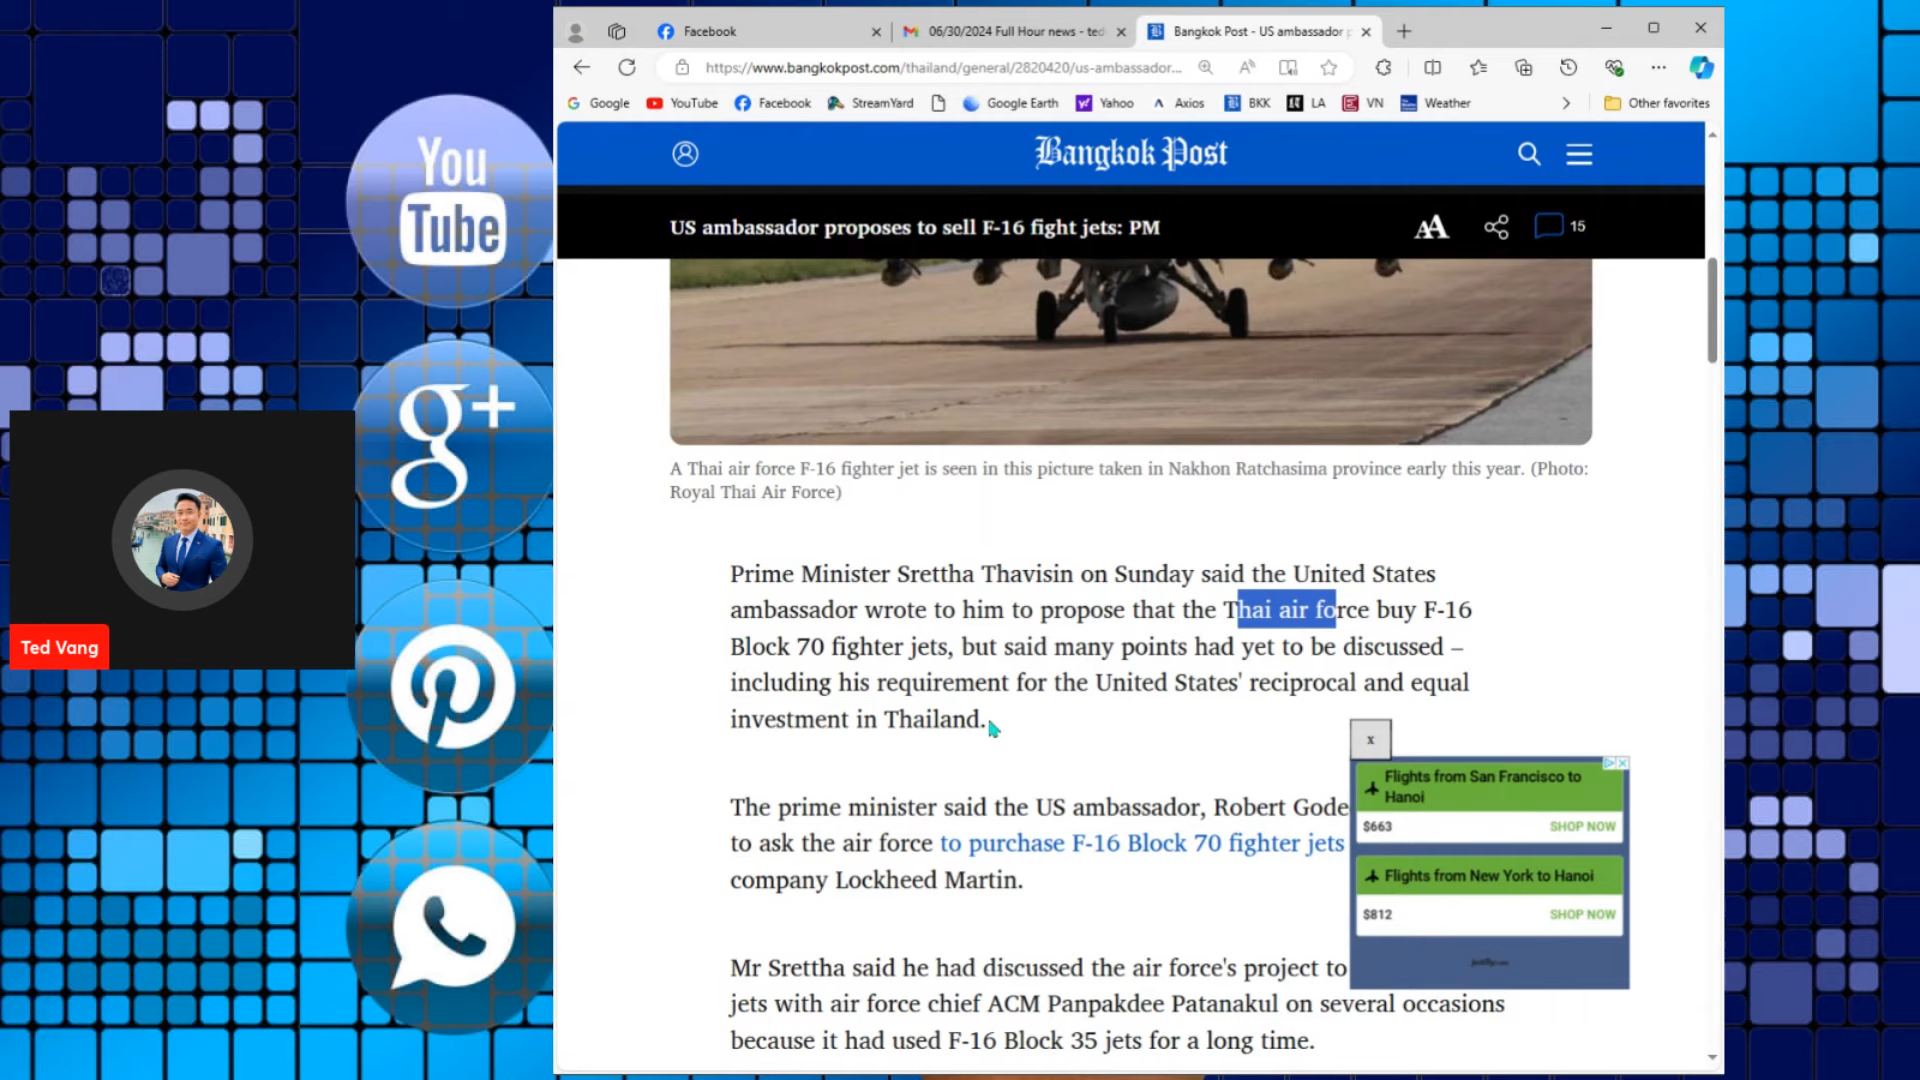 Facebook
06/30/2024 Full Hour news - ted
Bangkok Post - US ambassador p
https://www.bangkokpost.com/thailand/general/2820420/us-ambassador...
Google
YouTube
Facebook
StreamYard
Google Earth
Yahoo
Axios
BKK
LA
VN
Weather
Other favorites
Bangkok Post
US ambassador proposes to sell F-16 fight jets: PM
AA
15
A Thai air force F-16 fighter jet is seen in this picture taken in Nakhon Ratchasima province early this year. (Photo:
Royal Thai Air Force)
Prime Minister Srettha Thavisin on Sunday said the United States
ambassador wrote to him to propose that the Thai air force buy F-16
Block 70 fighter jets, but said many points had yet to be discussed –
including his requirement for the United States' reciprocal and equal
investment in Thailand.
The prime minister said the US ambassador, Robert Gode
to ask the air force to purchase F-16 Block 70 fighter jets
company Lockheed Martin.
Mr Srettha said he had discussed the air force's project to
jets with air force chief ACM Panpakdee Patanakul on several occasions
because it had used F-16 Block 35 jets for a long time.
x
Flights from San Francisco to
Hanoi
$663
SHOP NOW
Flights from New York to Hanoi
$812
SHOP NOW
You
Tube
g+
Ted Vang